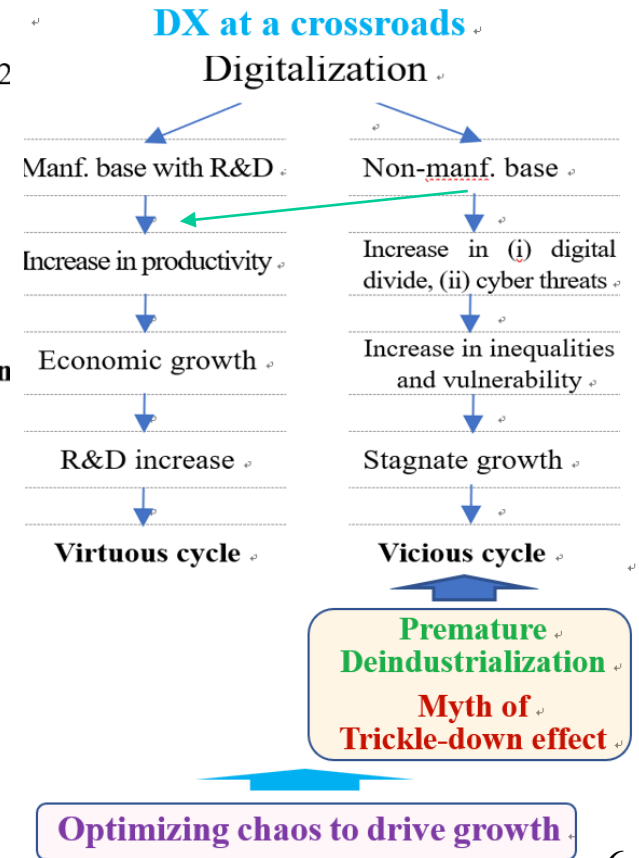 DX at a crossroads
2
Digitalization
Manf. base with R&D
Non-manf. base
Increase in productivity
Increase in (i) digital
divide, (ii) cyber threats
n
Economic growth
Increase in inequalities
and vulnerability
R&D increase
Stagnate growth
Virtuous cycle
Vicious cycle
Premature
Deindustrialization
Myth of
Trickle-down effect
Optimizing chaos to drive growth